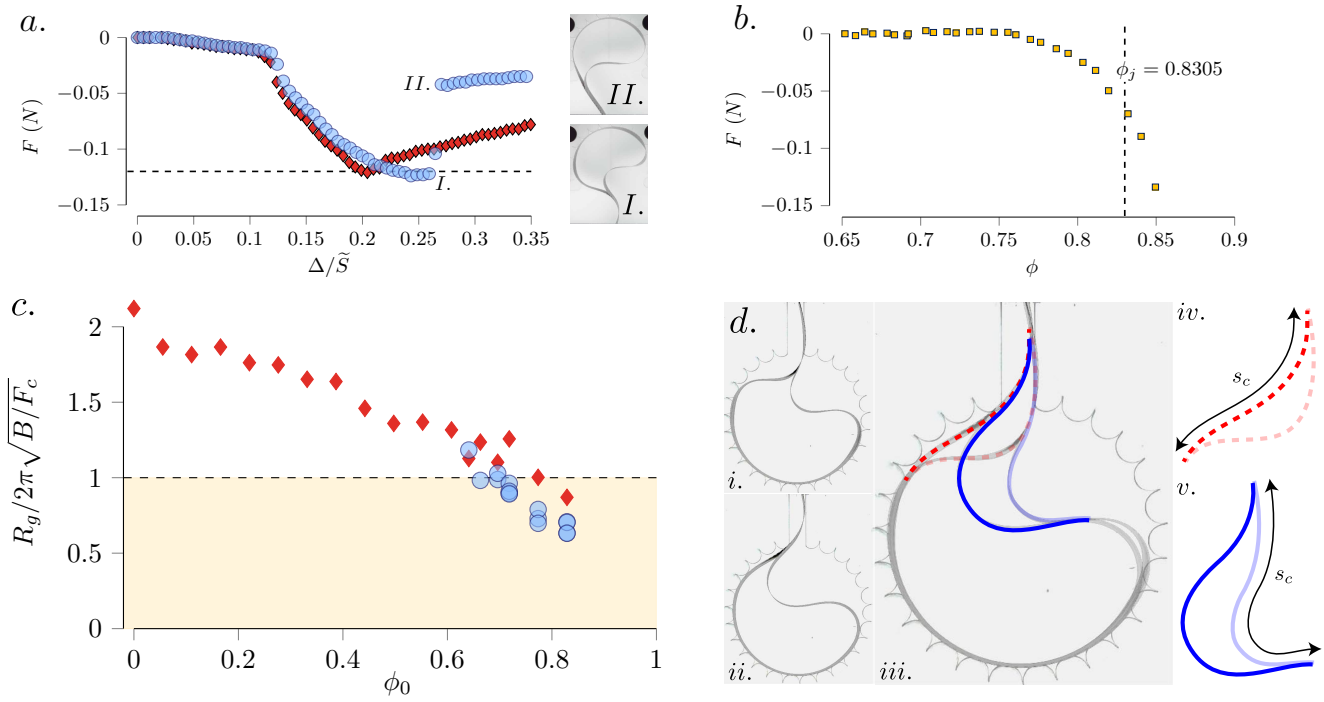 a.
F (N)
0
−0.05
−0.1
−0.15
0
0.05
0.1
0.15
0.2
0.25
0.3
0.35
Δ/S̃
II.
I.
II.
I.
b.
F (N)
0
−0.05
−0.1
−0.15
0.65
0.7
0.75
0.8
0.85
0.9
ϕ
ϕj = 0.8305
c.
Rg/2π√B/Fc
2
1.5
1
0.5
0
0
0.2
0.4
0.6
0.8
1
ϕ0
d.
i.
ii.
iii.
iv.
sc
v.
sc